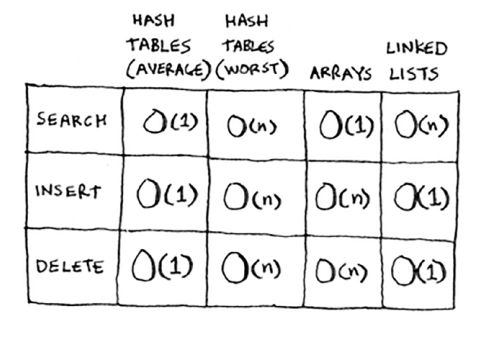 HASH TABLES (AVERAGE) HASH TABLES (WORST) ARRAYS LINKED LISTS
SEARCH O(1) O(n) O(1) O(n)
INSERT O(1) O(n) O(n) O(1)
DELETE O(1) O(n) O(n) O(1)